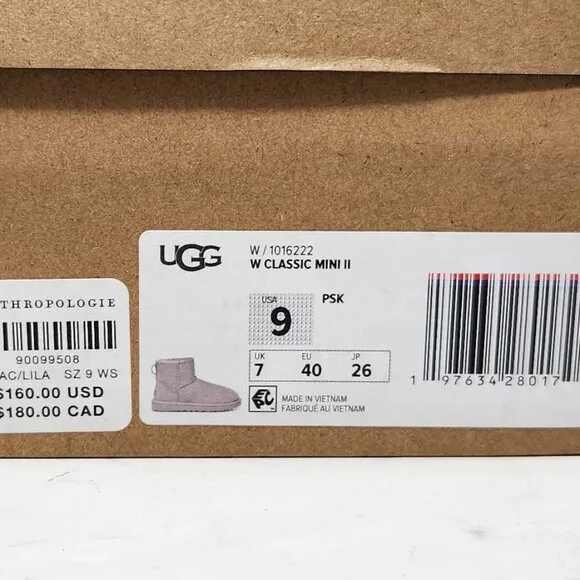 THROPOLOGIE
90099508
AC/LILA SZ 9 WS
$160.00 USD
$180.00 CAD
UGG
W / 1016222
W CLASSIC MINI II
USA
9
PSK
UK
7
EU
40
JP
26
MADE IN VIETNAM
FABRIQUÉ AU VIETNAM
1 97634 28017